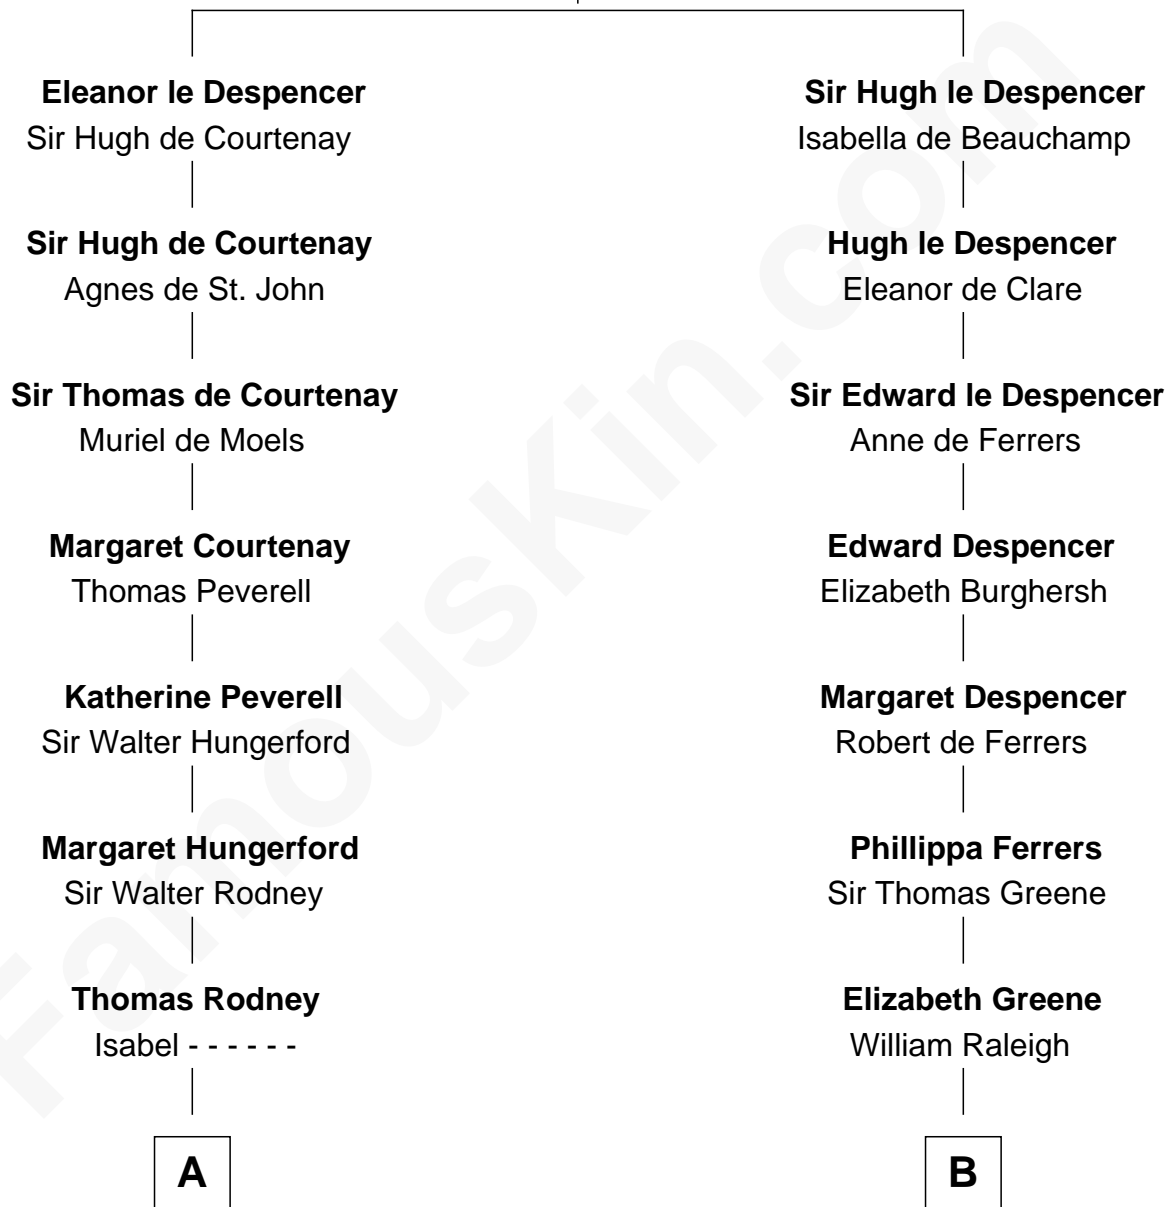 Eleanor le Despencer
Sir Hugh de Courtenay
Sir Hugh de Courtenay
Agnes de St. John
Sir Thomas de Courtenay
Muriel de Moels
Margaret Courtenay
Thomas Peverell
Katherine Peverell
Sir Walter Hungerford
Margaret Hungerford
Sir Walter Rodney
Thomas Rodney
Isabel - - - - - -
A
Sir Hugh le Despencer
Isabella de Beauchamp
Hugh le Despencer
Eleanor de Clare
Sir Edward le Despencer
Anne de Ferrers
Edward Despencer
Elizabeth Burghersh
Margaret Despencer
Robert de Ferrers
Phillippa Ferrers
Sir Thomas Greene
Elizabeth Greene
William Raleigh
B
FamousKin.com